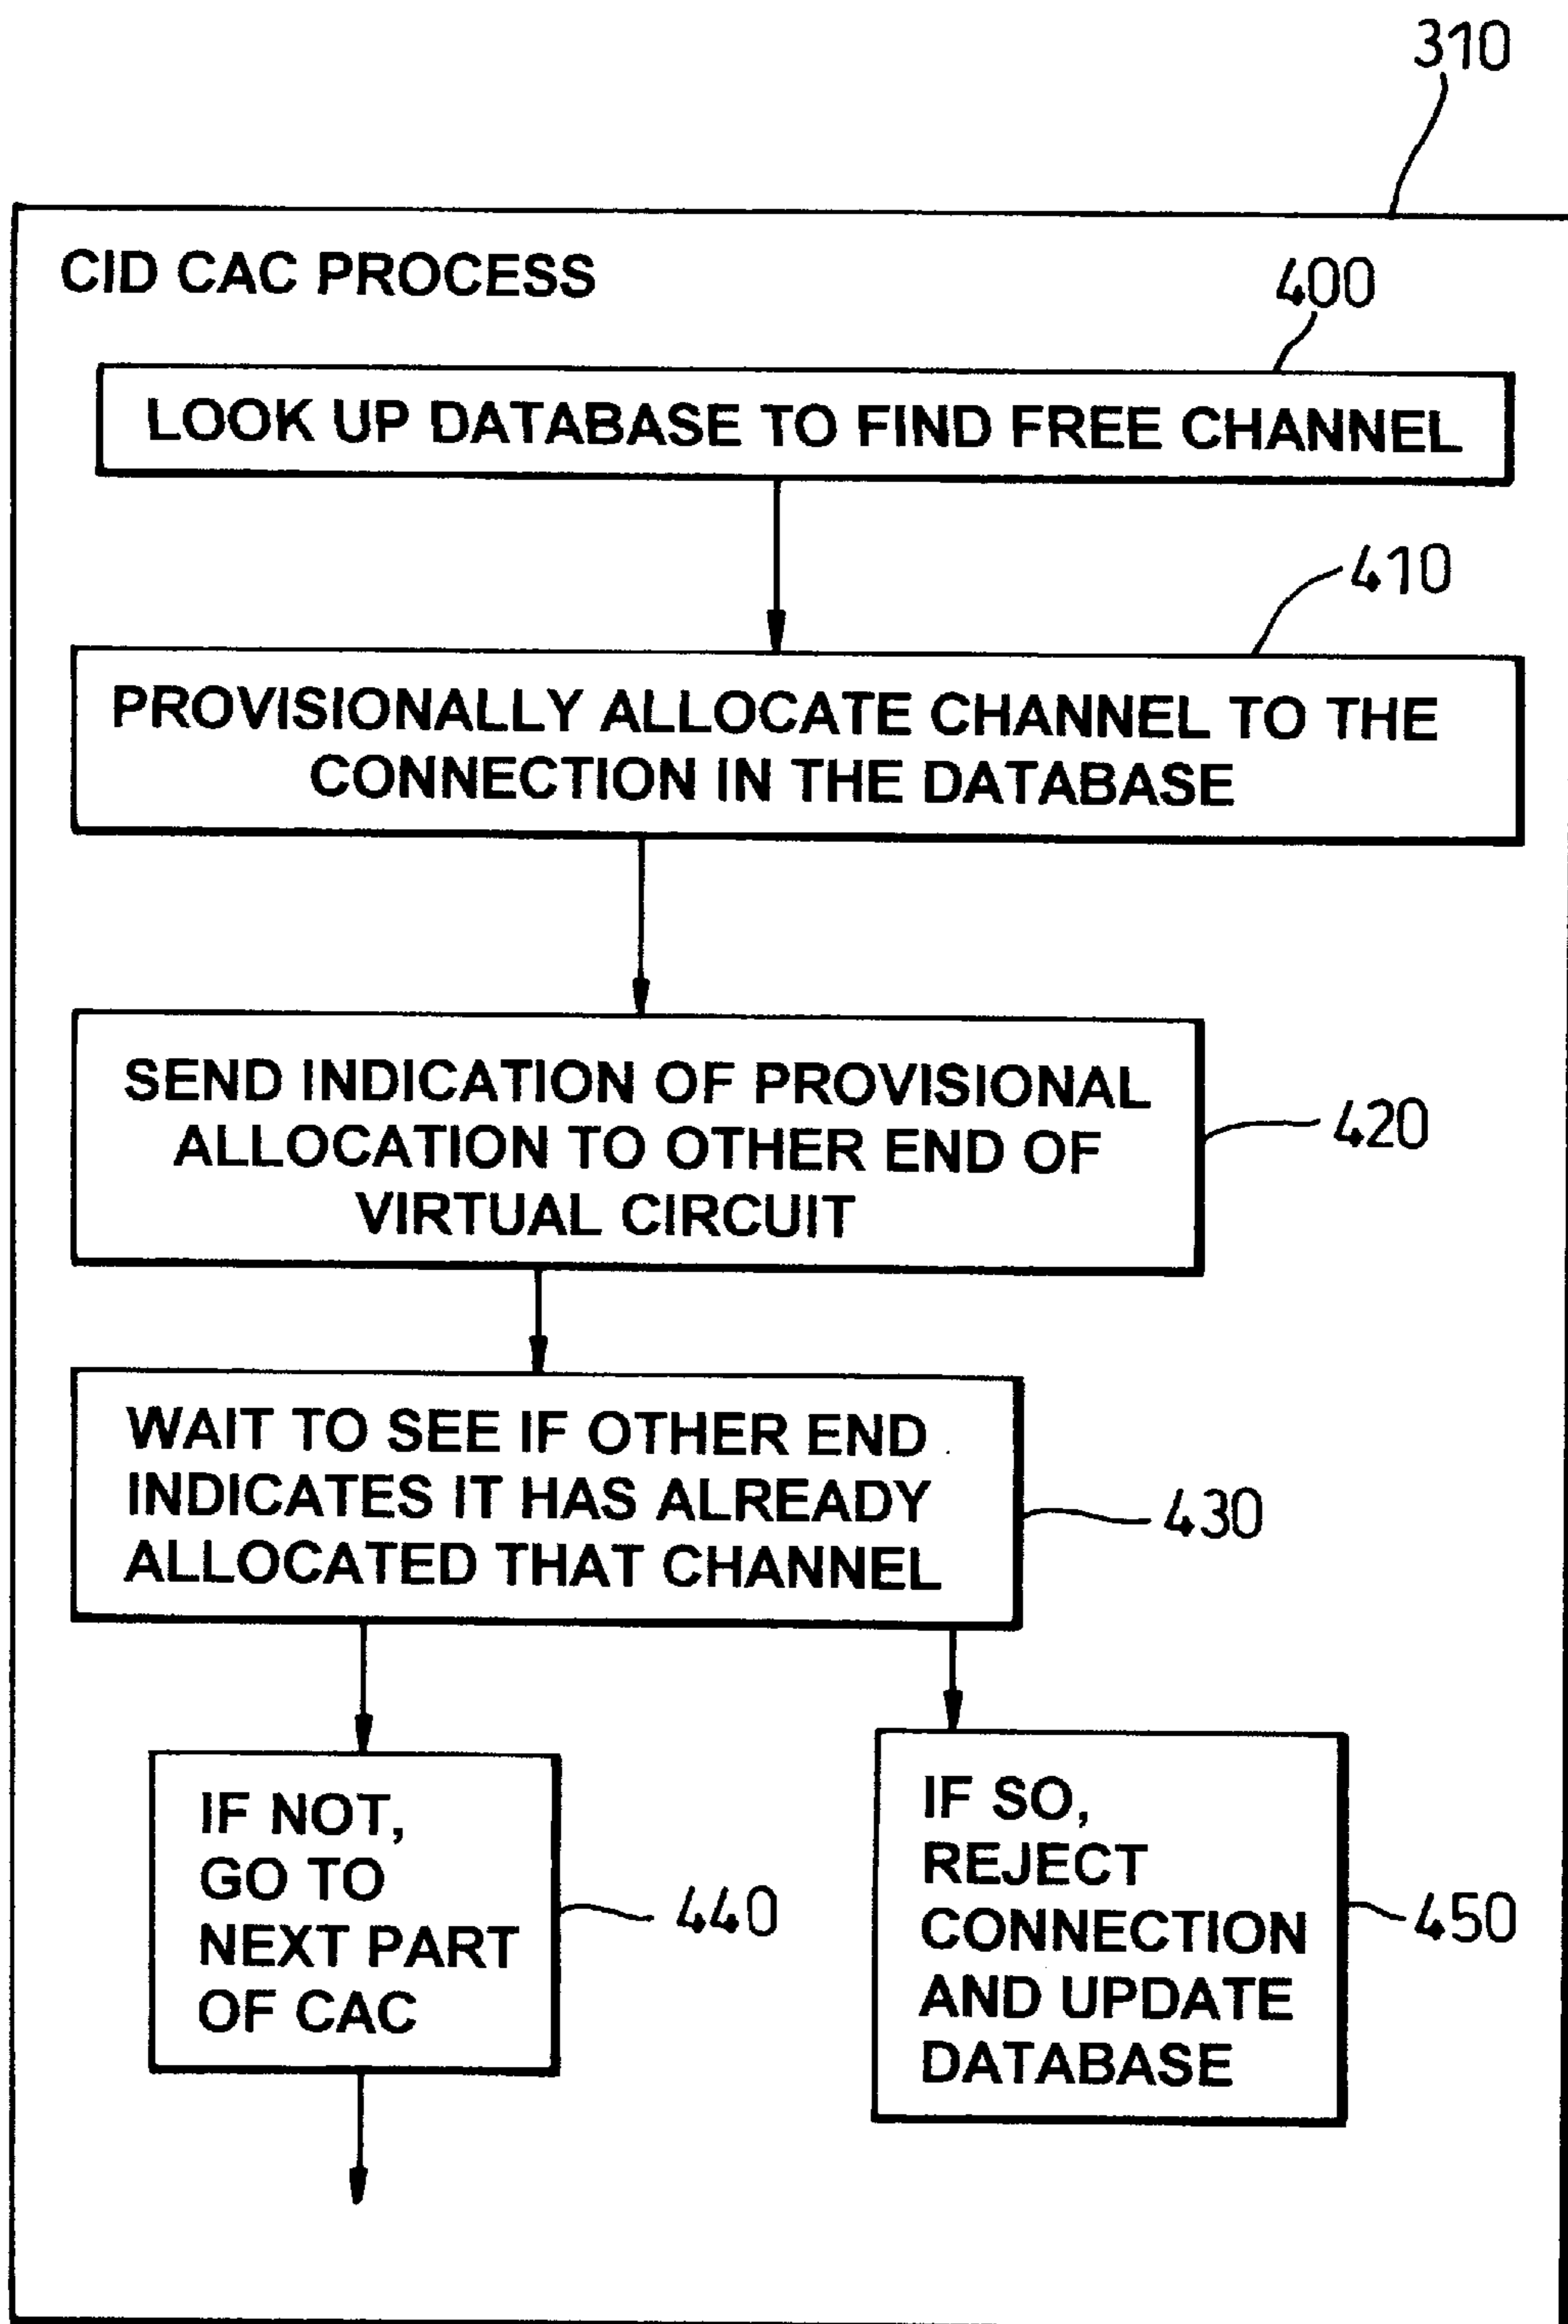 310
CID CAC PROCESS
400
LOOK UP DATABASE TO FIND FREE CHANNEL
410
PROVISIONALLY ALLOCATE CHANNEL TO THE
CONNECTION IN THE DATABASE
SEND INDICATION OF PROVISIONAL
ALLOCATION TO OTHER END OF
VIRTUAL CIRCUIT
420
WAIT TO SEE IF OTHER END
INDICATES IT HAS ALREADY
ALLOCATED THAT CHANNEL
430
IF NOT,
GO TO
NEXT PART
OF CAC
440
IF SO,
REJECT
CONNECTION
AND UPDATE
DATABASE
450